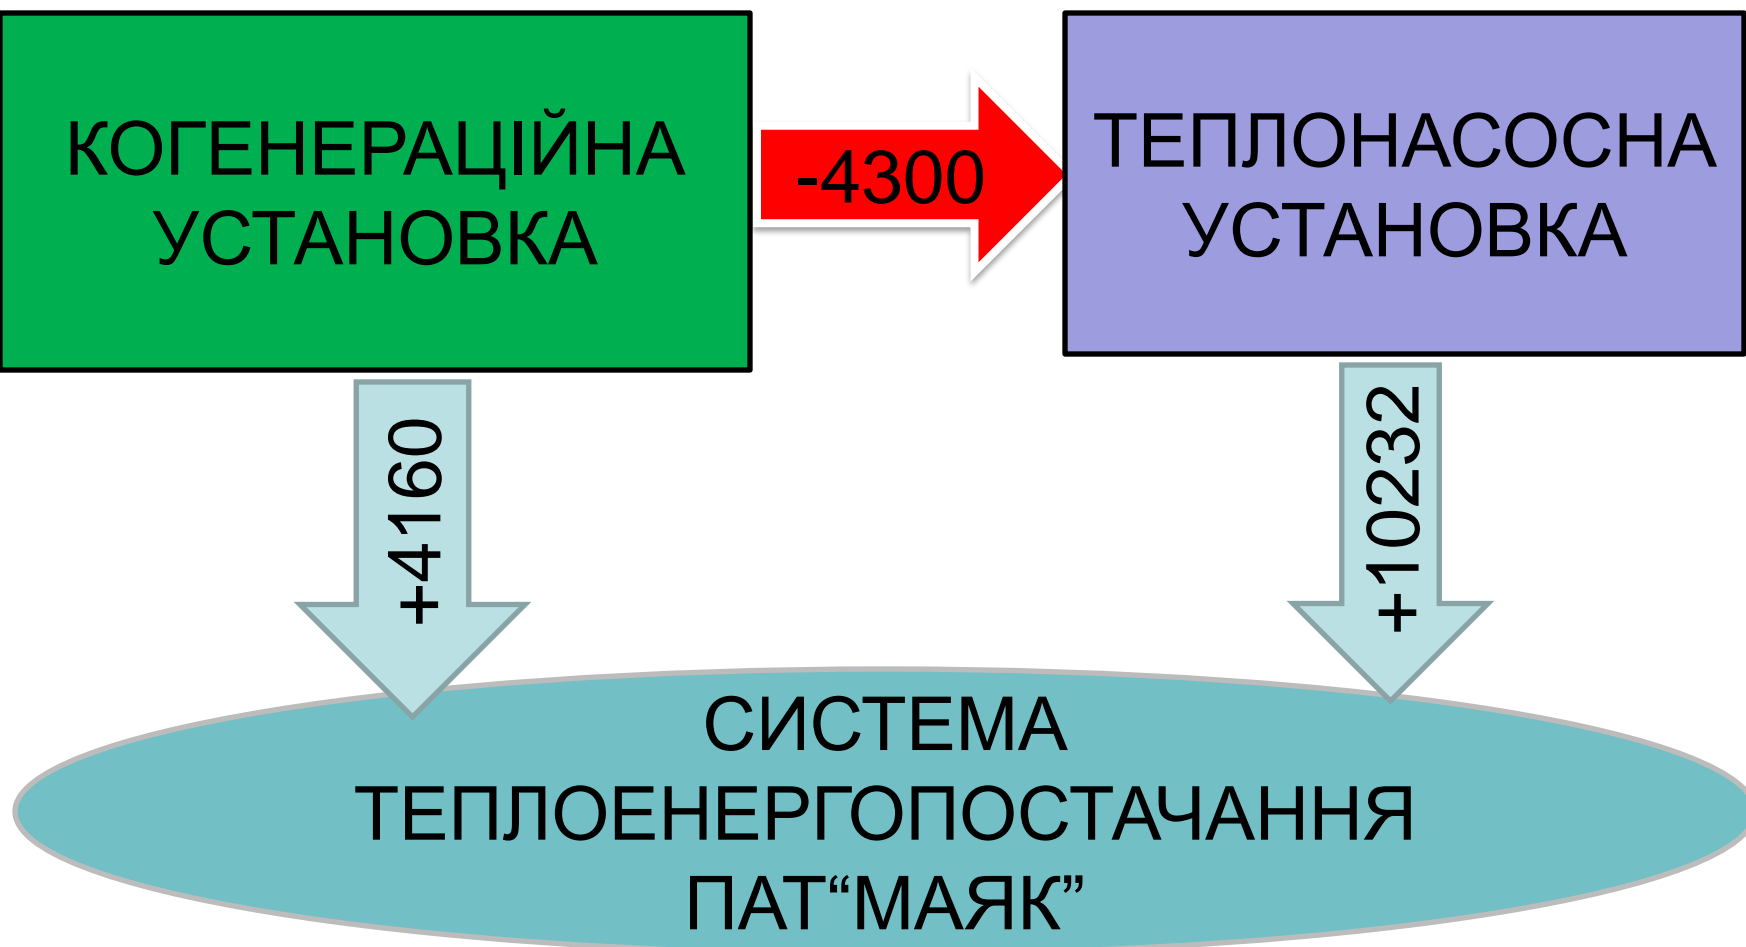 КОГЕНЕРАЦІЙНА
УСТАНОВКА
-4300
ТЕПЛОНАСОСНА
УСТАНОВКА
+4160
+10232
СИСТЕМА
ТЕПЛОЕНЕРГОПОСТАЧАННЯ
ПАТ“МАЯК”